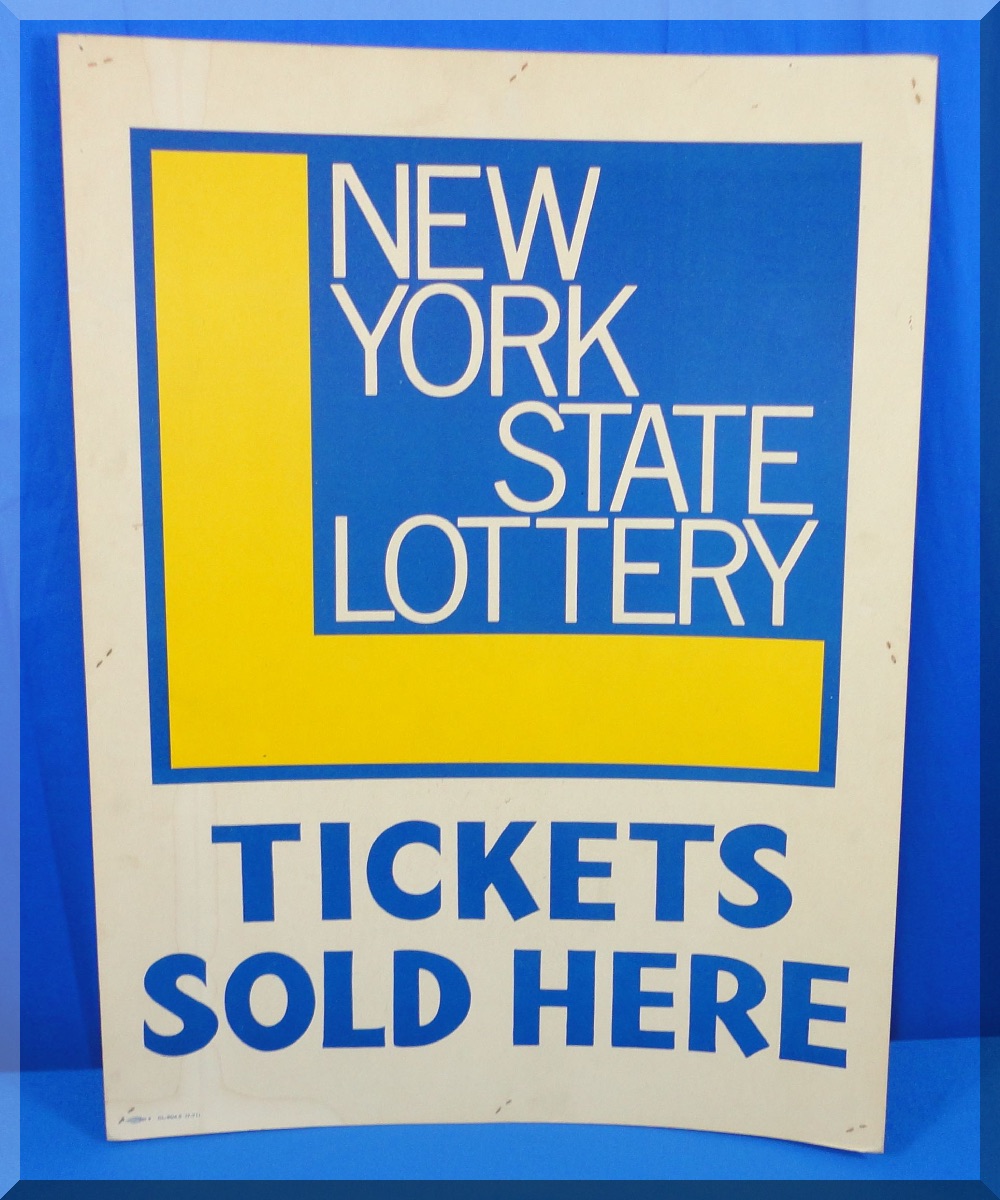 NEW
YORK
STATE
LOTTERY
TICKETS
SOLD HERE